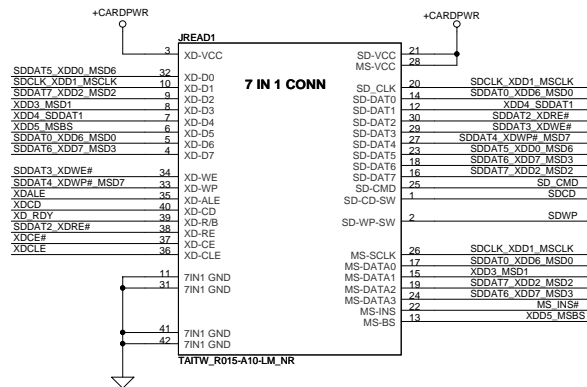 +CARDPWR
+CARDPWR
JREAD1
7 IN 1 CONN
3 XD-VCC
SDDAT5_XDD0_MSD6 32 XD-D0
SDCLK_XDD1_MSCLK 10 XD-D1
SDDAT7_XDD2_MSD2 9 XD-D2
XDD3_MSD1 8 XD-D3
XDD4_SDDAT1 7 XD-D4
XDD5_MSBS 6 XD-D5
SDDAT0_XDD6_MSD0 5 XD-D6
SDDAT6_XDD7_MSD3 4 XD-D7
SDDAT3_XDWE# 34 XD-WE
SDDAT4_XDWP#_MSD7 33 XD-WP
XDALE 35 XD-ALE
XDCD 40 XD-CD
XD_RDY 39 XD-R/B
SDDAT2_XDRE# 38 XD-RE
XDCE# 37 XD-CE
XDCLE 36 XD-CLE
11 7IN1 GND
31 7IN1 GND
41 7IN1 GND
42 7IN1 GND
SD-VCC 21
MS-VCC 28
SD_CLK 20 SDCLK_XDD1_MSCLK
SD-DAT0 14 SDDAT0_XDD6_MSD0
SD-DAT1 12 XDD4_SDDAT1
SD-DAT2 30 SDDAT2_XDRE#
SD-DAT3 29 SDDAT3_XDWE#
SD-DAT4 27 SDDAT4_XDWP#_MSD7
SD-DAT5 23 SDDAT5_XDD0_MSD6
SD-DAT6 18 SDDAT6_XDD7_MSD3
SD-DAT7 16 SDDAT7_XDD2_MSD2
SD-CMD 25 SD_CMD
SD-CD-SW 1 SDCD
SD-WP-SW 2 SDWP
MS-SCLK 26 SDCLK_XDD1_MSCLK
MS-DATA0 17 SDDAT0_XDD6_MSD0
MS-DATA1 15 XDD3_MSD1
MS-DATA2 19 SDDAT7_XDD2_MSD2
MS-DATA3 24 SDDAT6_XDD7_MSD3
MS-INS 22 MS_INS#
MS-BS 13 XDD5_MSBS
TAITW_R015-A10-LM_NR